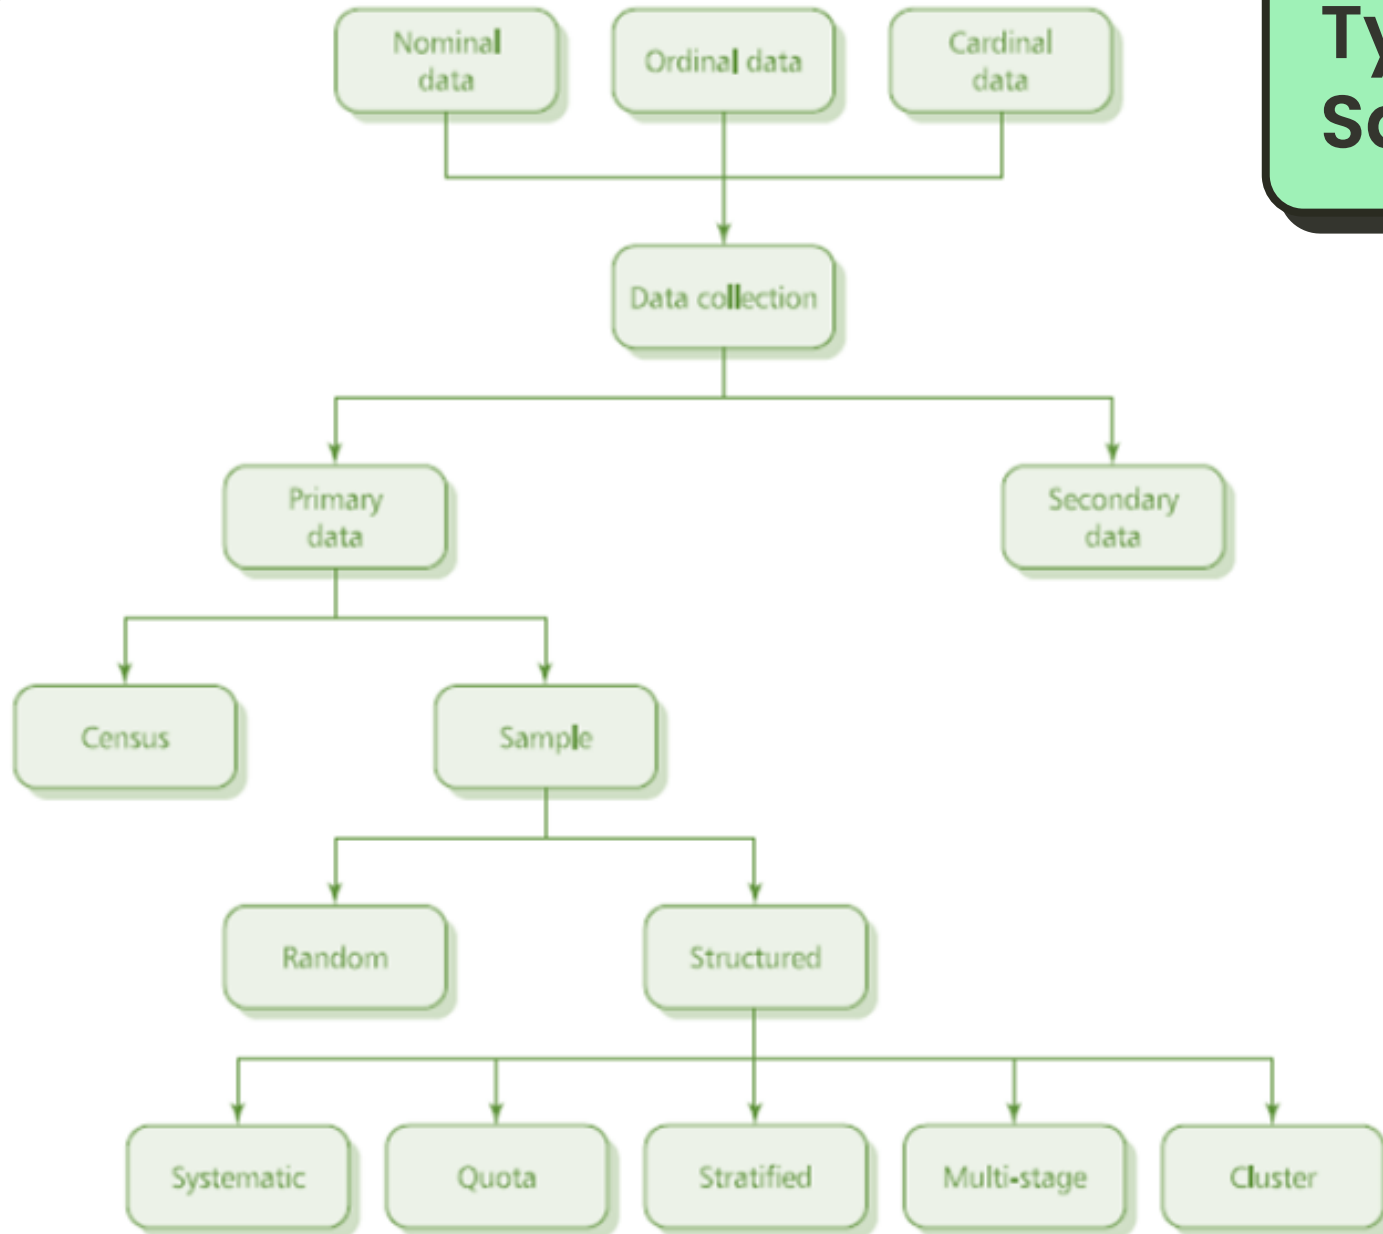 Nominal
data
Ordinal data
Cardinal
data
Data collection
Primary
data
Secondary
data
Census
Sample
Random
Structured
Systematic
Quota
Stratified
Multi-stage
Cluster